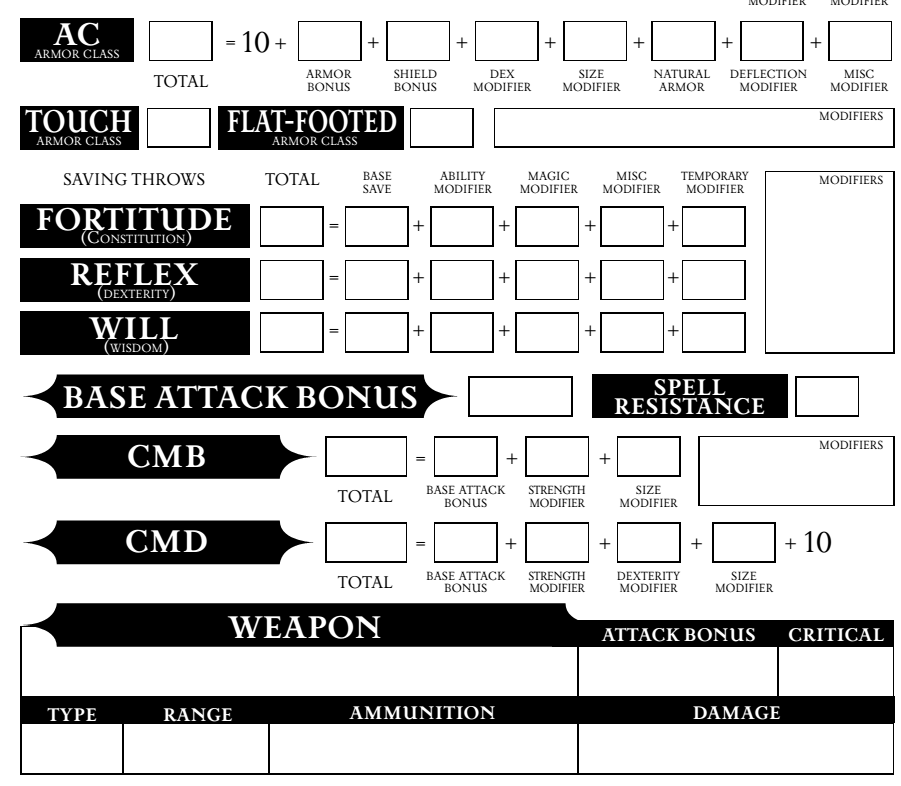 MODIFIER MODIFIER
AC
ARMOR CLASS
= 10 + + + + + + +
TOTAL
ARMOR BONUS
SHIELD BONUS
DEX MODIFIER
SIZE MODIFIER
NATURAL ARMOR
DEFLECTION MODIFIER
MISC MODIFIER
TOUCH
ARMOR CLASS
FLAT-FOOTED
ARMOR CLASS
MODIFIERS
SAVING THROWS
TOTAL
BASE SAVE
ABILITY MODIFIER
MAGIC MODIFIER
MISC MODIFIER
TEMPORARY MODIFIER
MODIFIERS
FORTITUDE
(CONSTITUTION)
= + + + +
REFLEX
(DEXTERITY)
= + + + +
WILL
(WISDOM)
= + + + +
BASE ATTACK BONUS
SPELL
RESISTANCE
CMB
= + +
MODIFIERS
TOTAL
BASE ATTACK BONUS
STRENGTH MODIFIER
SIZE MODIFIER
CMD
= + + + + 10
TOTAL
BASE ATTACK BONUS
STRENGTH MODIFIER
DEXTERITY MODIFIER
SIZE MODIFIER
WEAPON
ATTACK BONUS
CRITICAL
TYPE
RANGE
AMMUNITION
DAMAGE